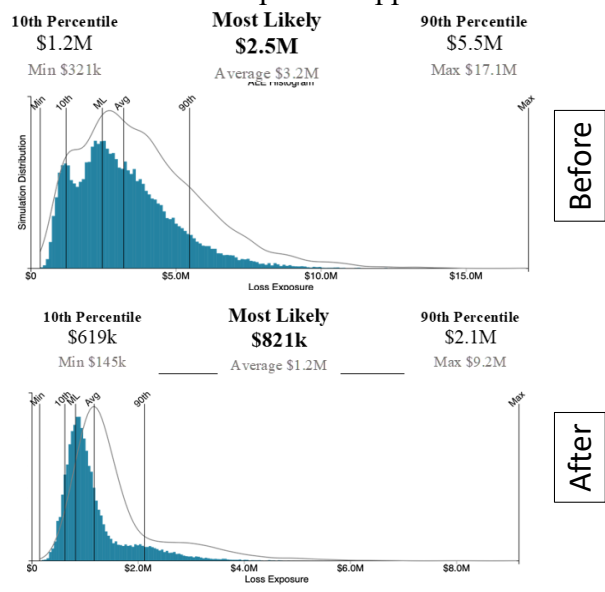 10th Percentile
Most Likely
90th Percentile
$1.2M
$2.5M
$5.5M
Min $321k
Average $3.2M
Max $17.1M
Histogram
Min
10th
ML
Avg
90th
Max
Simulation Distribution
$0
$5.0M
$10.0M
$15.0M
Loss Exposure
Before
10th Percentile
Most Likely
90th Percentile
$619k
$821k
$2.1M
Min $145k
Average $1.2M
Max $9.2M
Min
10th
ML
Avg
90th
Max
$0
$2.0M
$4.0M
$6.0M
$8.0M
Loss Exposure
After